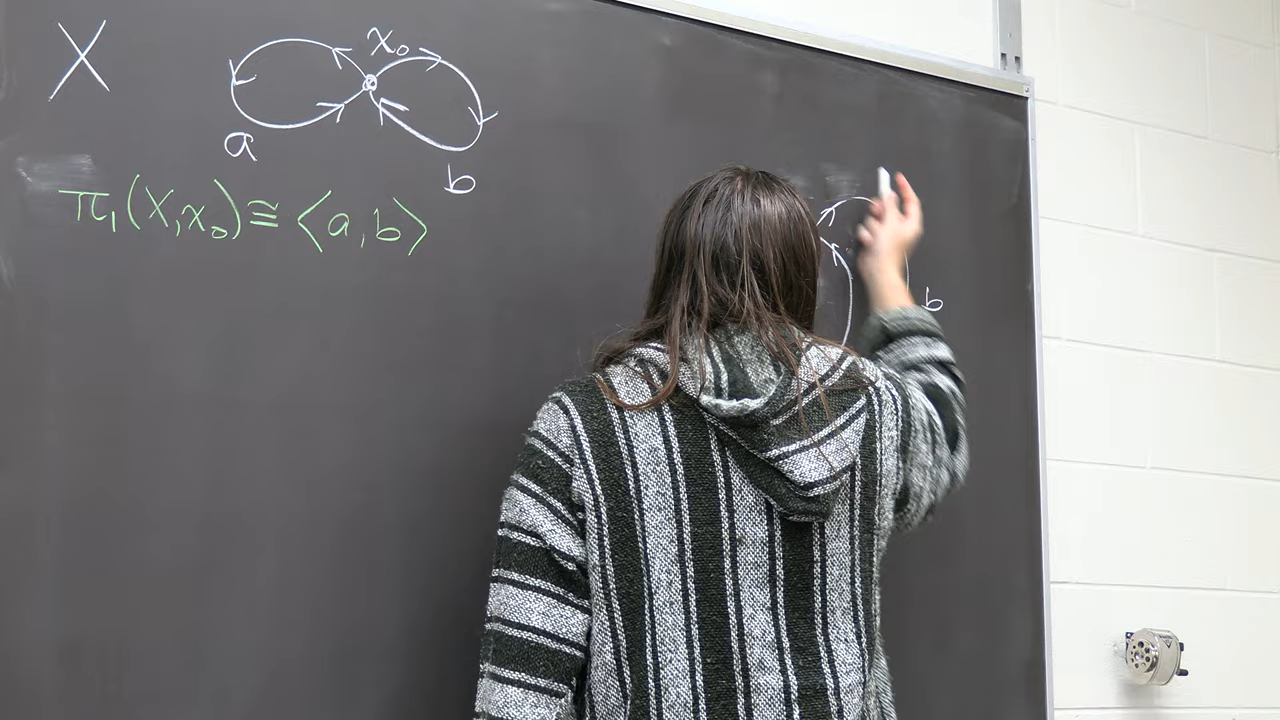 X x₀
a
b
π₁(X,x₀) ≅ ⟨a,b⟩
b